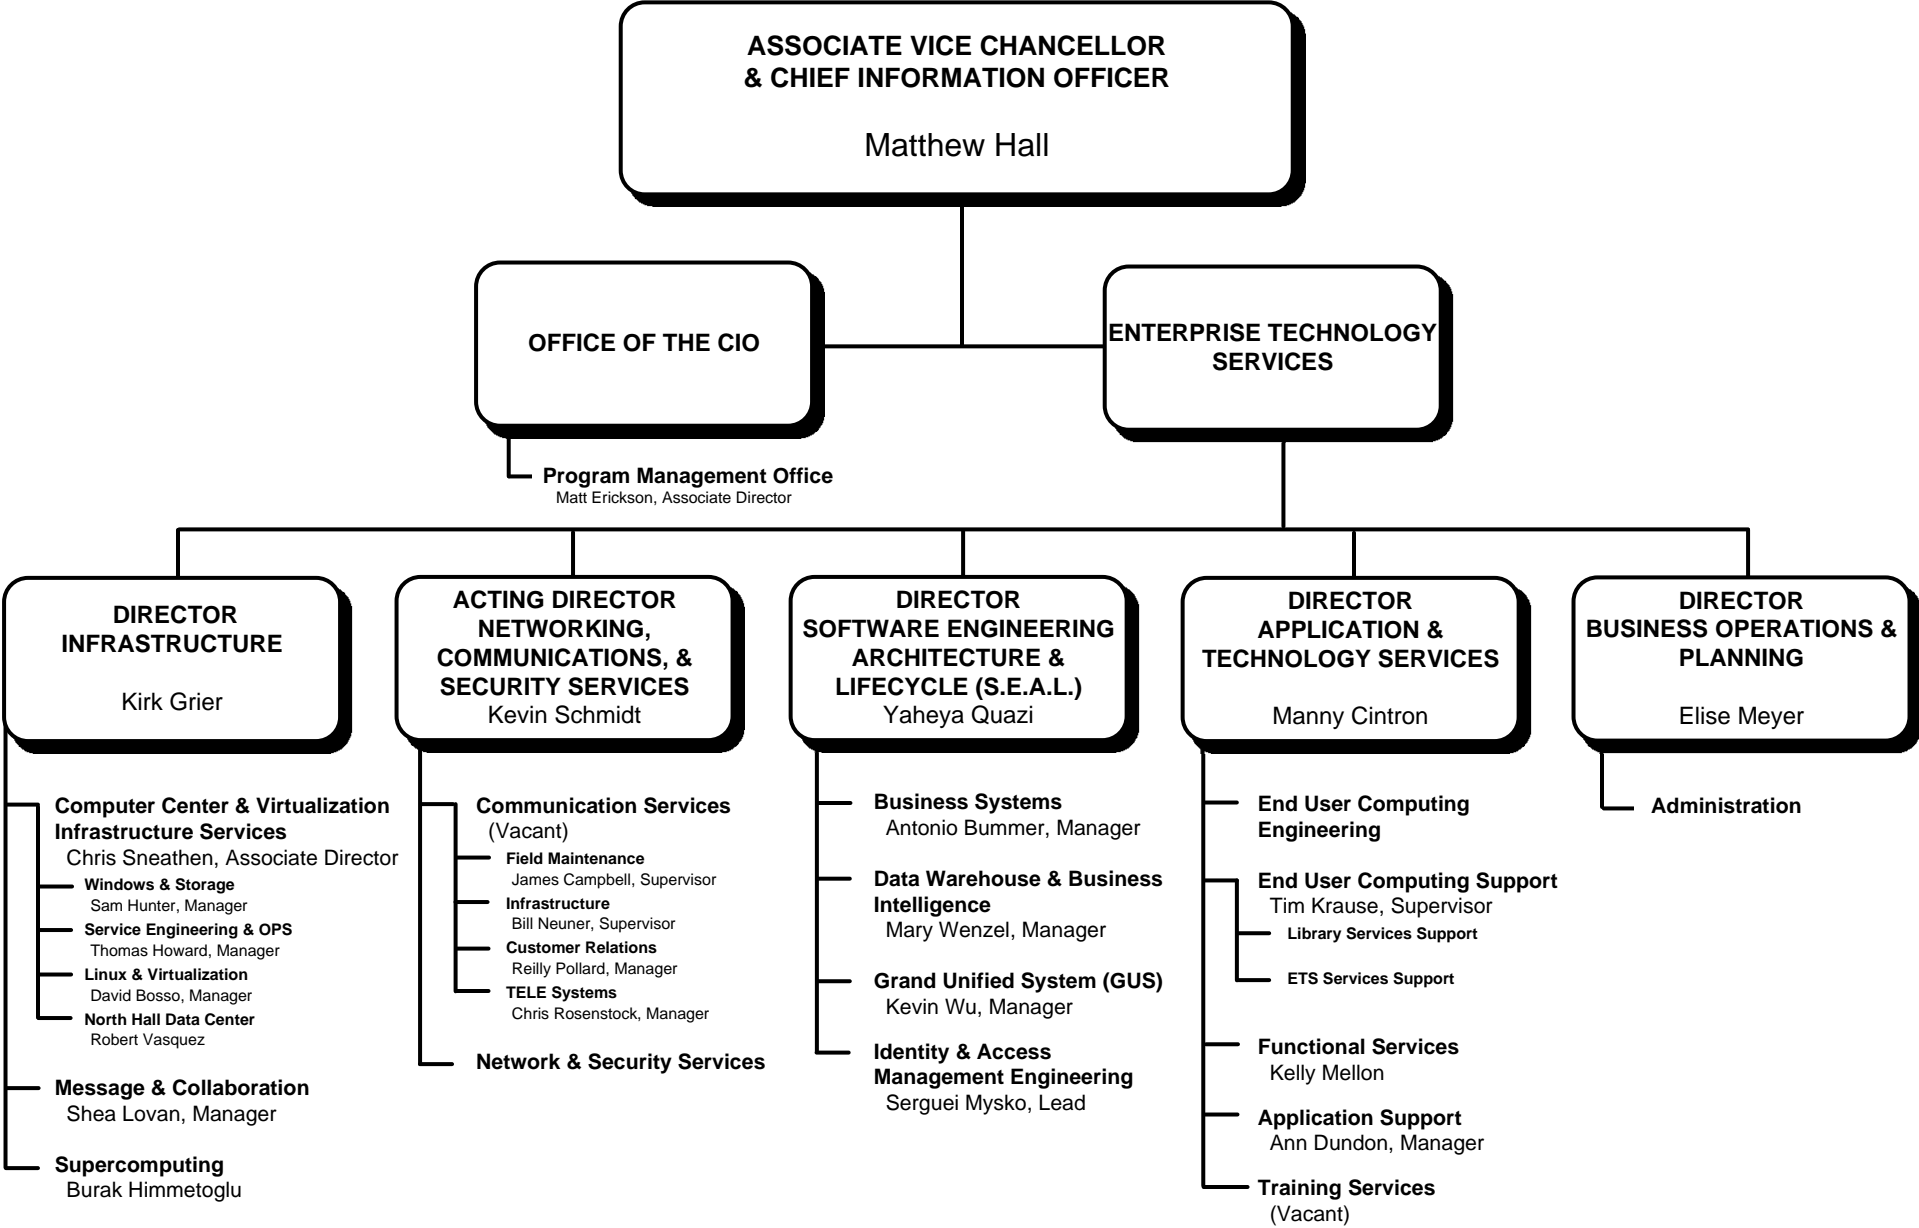 ASSOCIATE VICE CHANCELLOR
& CHIEF INFORMATION OFFICER
Matthew Hall
OFFICE OF THE CIO
ENTERPRISE TECHNOLOGY
SERVICES
Program Management Office
Matt Erickson, Associate Director
DIRECTOR
INFRASTRUCTURE
Kirk Grier
Computer Center & Virtualization
Infrastructure Services
Chris Sneathen, Associate Director
Windows & Storage
Sam Hunter, Manager
Service Engineering & OPS
Thomas Howard, Manager
Linux & Virtualization
David Bosso, Manager
North Hall Data Center
Robert Vasquez
Message & Collaboration
Shea Lovan, Manager
Supercomputing
Burak Himmetoglu
ACTING DIRECTOR
NETWORKING,
COMMUNICATIONS, &
SECURITY SERVICES
Kevin Schmidt
Communication Services
(Vacant)
Field Maintenance
James Campbell, Supervisor
Infrastructure
Bill Neuner, Supervisor
Customer Relations
Reilly Pollard, Manager
TELE Systems
Chris Rosenstock, Manager
Network & Security Services
DIRECTOR
SOFTWARE ENGINEERING
ARCHITECTURE &
LIFECYCLE (S.E.A.L.)
Yaheya Quazi
Business Systems
Antonio Bummer, Manager
Data Warehouse & Business
Intelligence
Mary Wenzel, Manager
Grand Unified System (GUS)
Kevin Wu, Manager
Identity & Access
Management Engineering
Serguei Mysko, Lead
DIRECTOR
APPLICATION &
TECHNOLOGY SERVICES
Manny Cintron
End User Computing
Engineering
End User Computing Support
Tim Krause, Supervisor
Library Services Support
ETS Services Support
Functional Services
Kelly Mellon
Application Support
Ann Dundon, Manager
Training Services
(Vacant)
DIRECTOR
BUSINESS OPERATIONS &
PLANNING
Elise Meyer
Administration